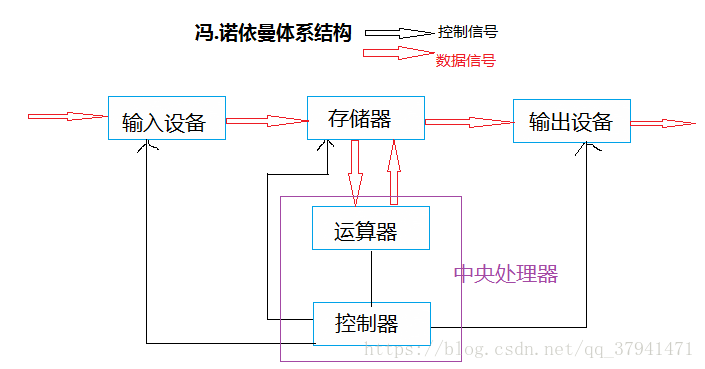 冯.诺依曼体系结构
控制信号
数据信号
输入设备
存储器
输出设备
运算器
中央处理器
控制器
https://blog.csdn.net/qq_37941471